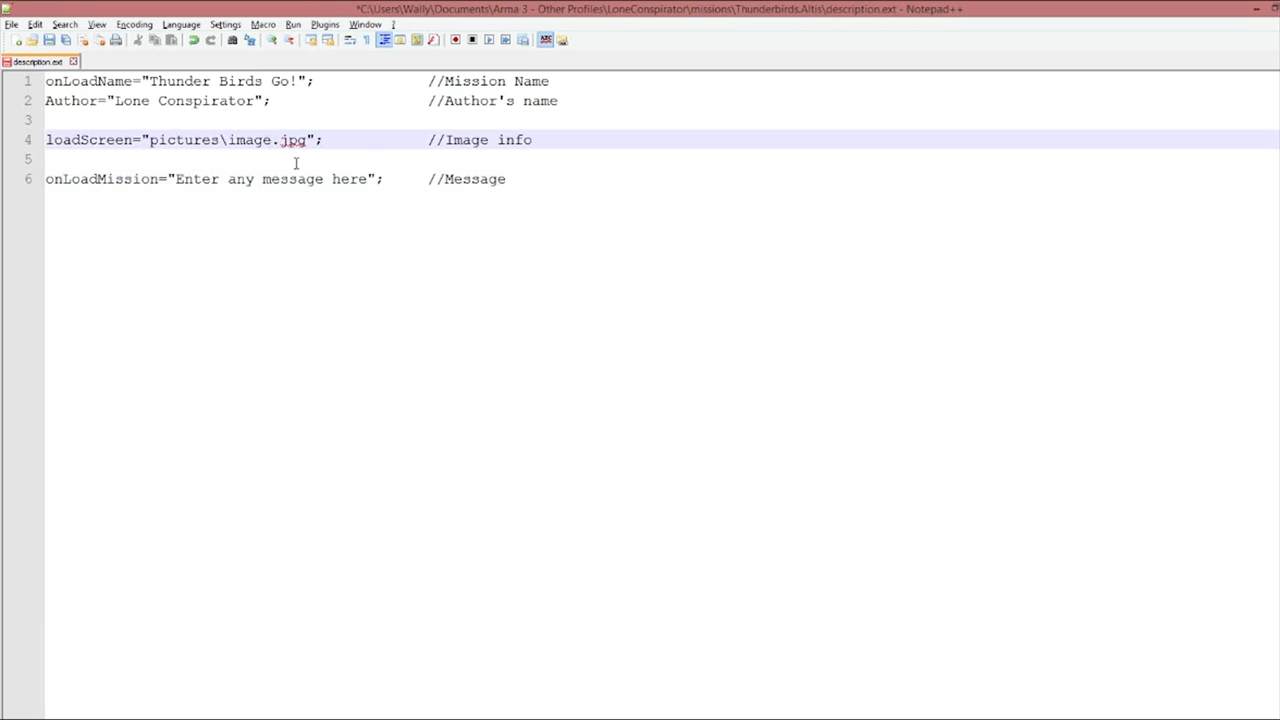 *C:\Users\Wally\Documents\Arma 3 - Other Profiles\LoneConspirator\missions\Thunderbirds.Altis\description.ext - Notepad++
File Edit Search View Encoding Language Settings Macro Run Plugins Window ?
description.ext
1 onLoadName="Thunder Birds Go!"; //Mission Name
2 Author="Lone Conspirator"; //Author's name
3
4 loadScreen="pictures\image.jpg"; //Image info
5
6 onLoadMission="Enter any message here"; //Message